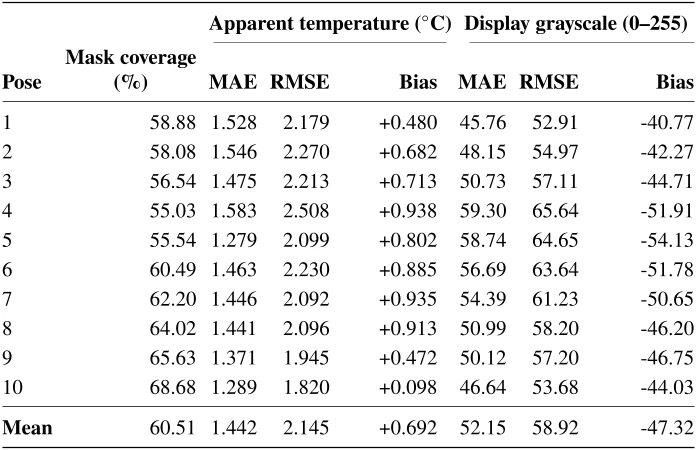 Apparent temperature (°C) Display grayscale (0–255)
Mask coverage
Pose (%) MAE RMSE Bias MAE RMSE Bias
1 58.88 1.528 2.179 +0.480 45.76 52.91 -40.77
2 58.08 1.546 2.270 +0.682 48.15 54.97 -42.27
3 56.54 1.475 2.213 +0.713 50.73 57.11 -44.71
4 55.03 1.583 2.508 +0.938 59.30 65.64 -51.91
5 55.54 1.279 2.099 +0.802 58.74 64.65 -54.13
6 60.49 1.463 2.230 +0.885 56.69 63.64 -51.78
7 62.20 1.446 2.092 +0.935 54.39 61.23 -50.65
8 64.02 1.441 2.096 +0.913 50.99 58.20 -46.20
9 65.63 1.371 1.945 +0.472 50.12 57.20 -46.75
10 68.68 1.289 1.820 +0.098 46.64 53.68 -44.03
Mean 60.51 1.442 2.145 +0.692 52.15 58.92 -47.32